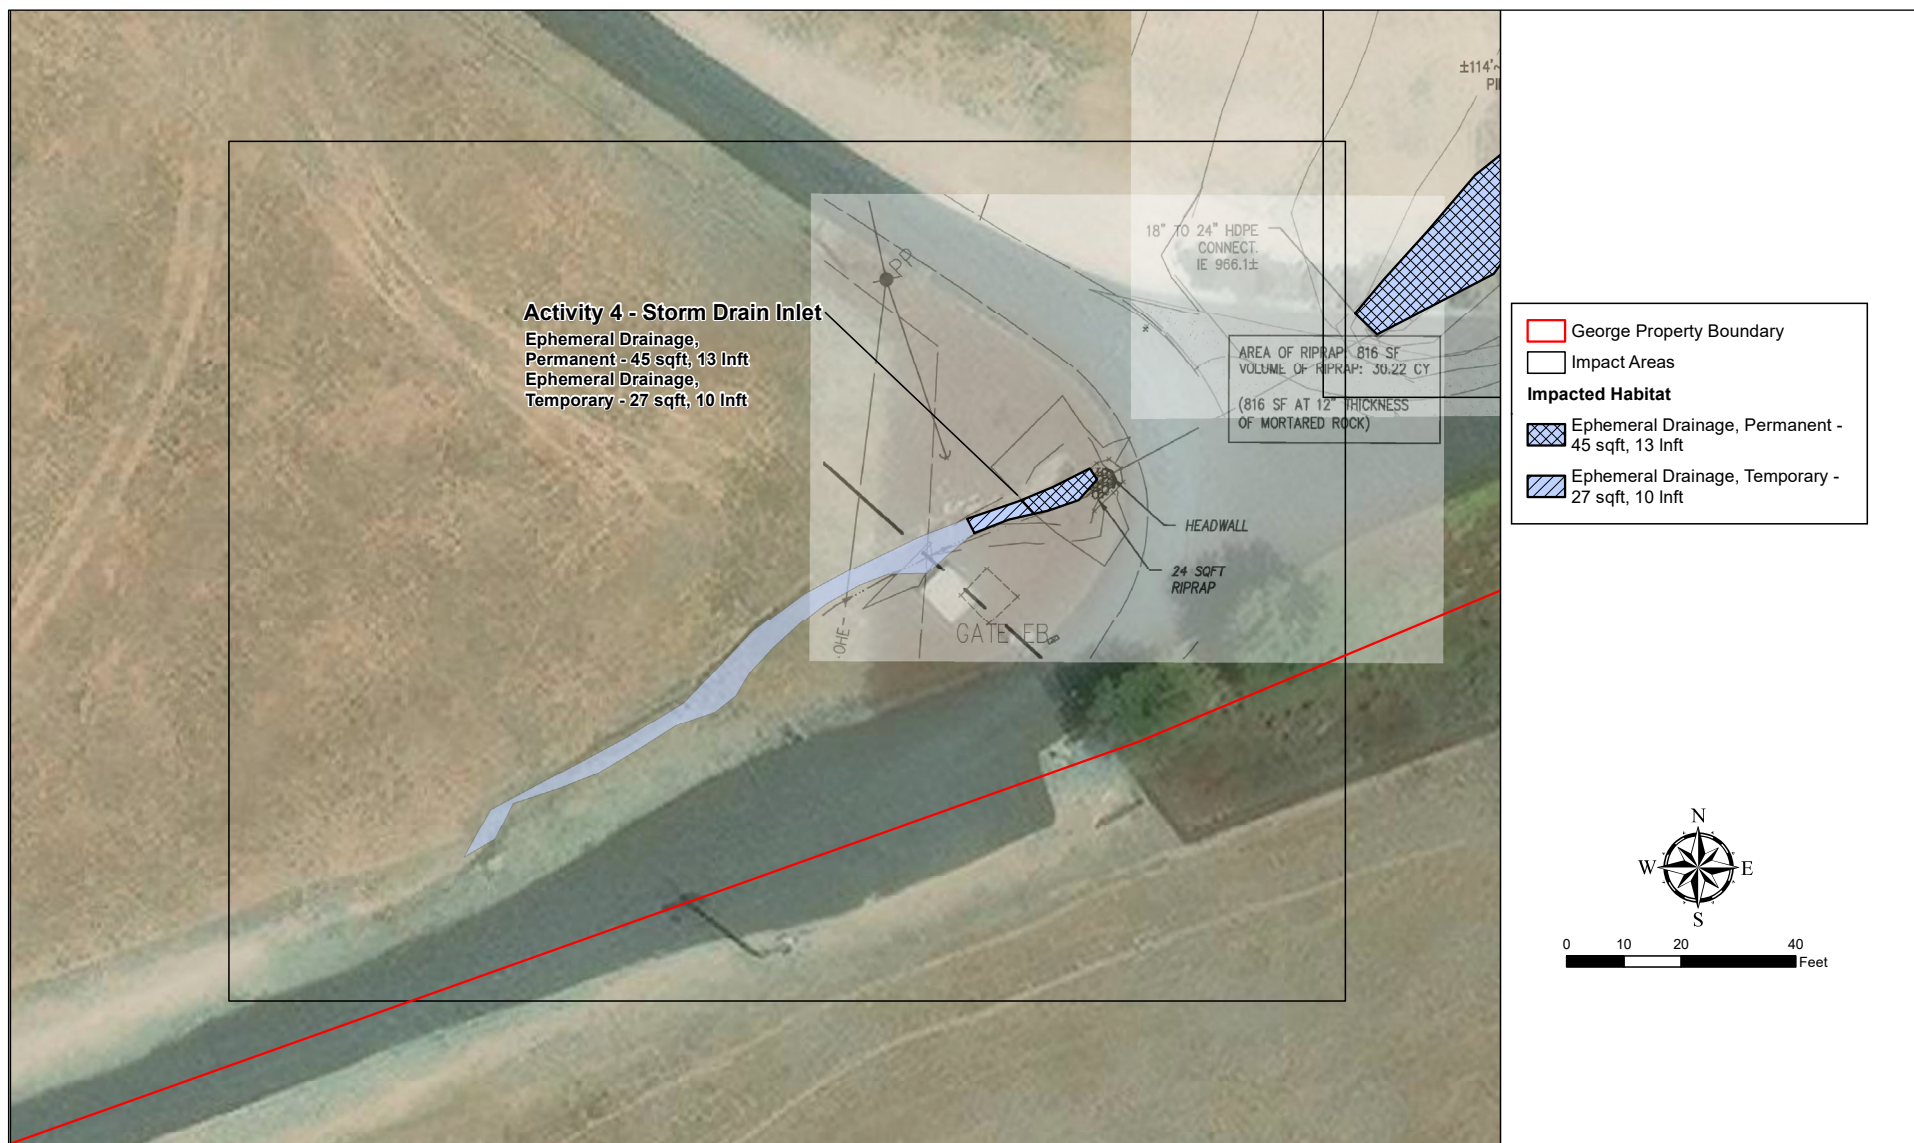 ±114'~
18" TO 24" HDPE
CONNECT.
IE 966.1±
PP
Activity 4 - Storm Drain Inlet
Ephemeral Drainage,
Permanent - 45 sqft, 13 lnft
Ephemeral Drainage,
Temporary - 27 sqft, 10 lnft
AREA OF RIPRAP: 816 SF
VOLUME OF RIPRAP: 30.22 CY
(816 SF AT 12" THICKNESS
OF MORTARED ROCK)
HEADWALL
24 SQFT
RIPRAP
GATE EB
OHE
George Property Boundary
Impact Areas
Impacted Habitat
Ephemeral Drainage, Permanent -
45 sqft, 13 lnft
Ephemeral Drainage, Temporary -
27 sqft, 10 lnft
N
W E
S
0 10 20 40
Feet